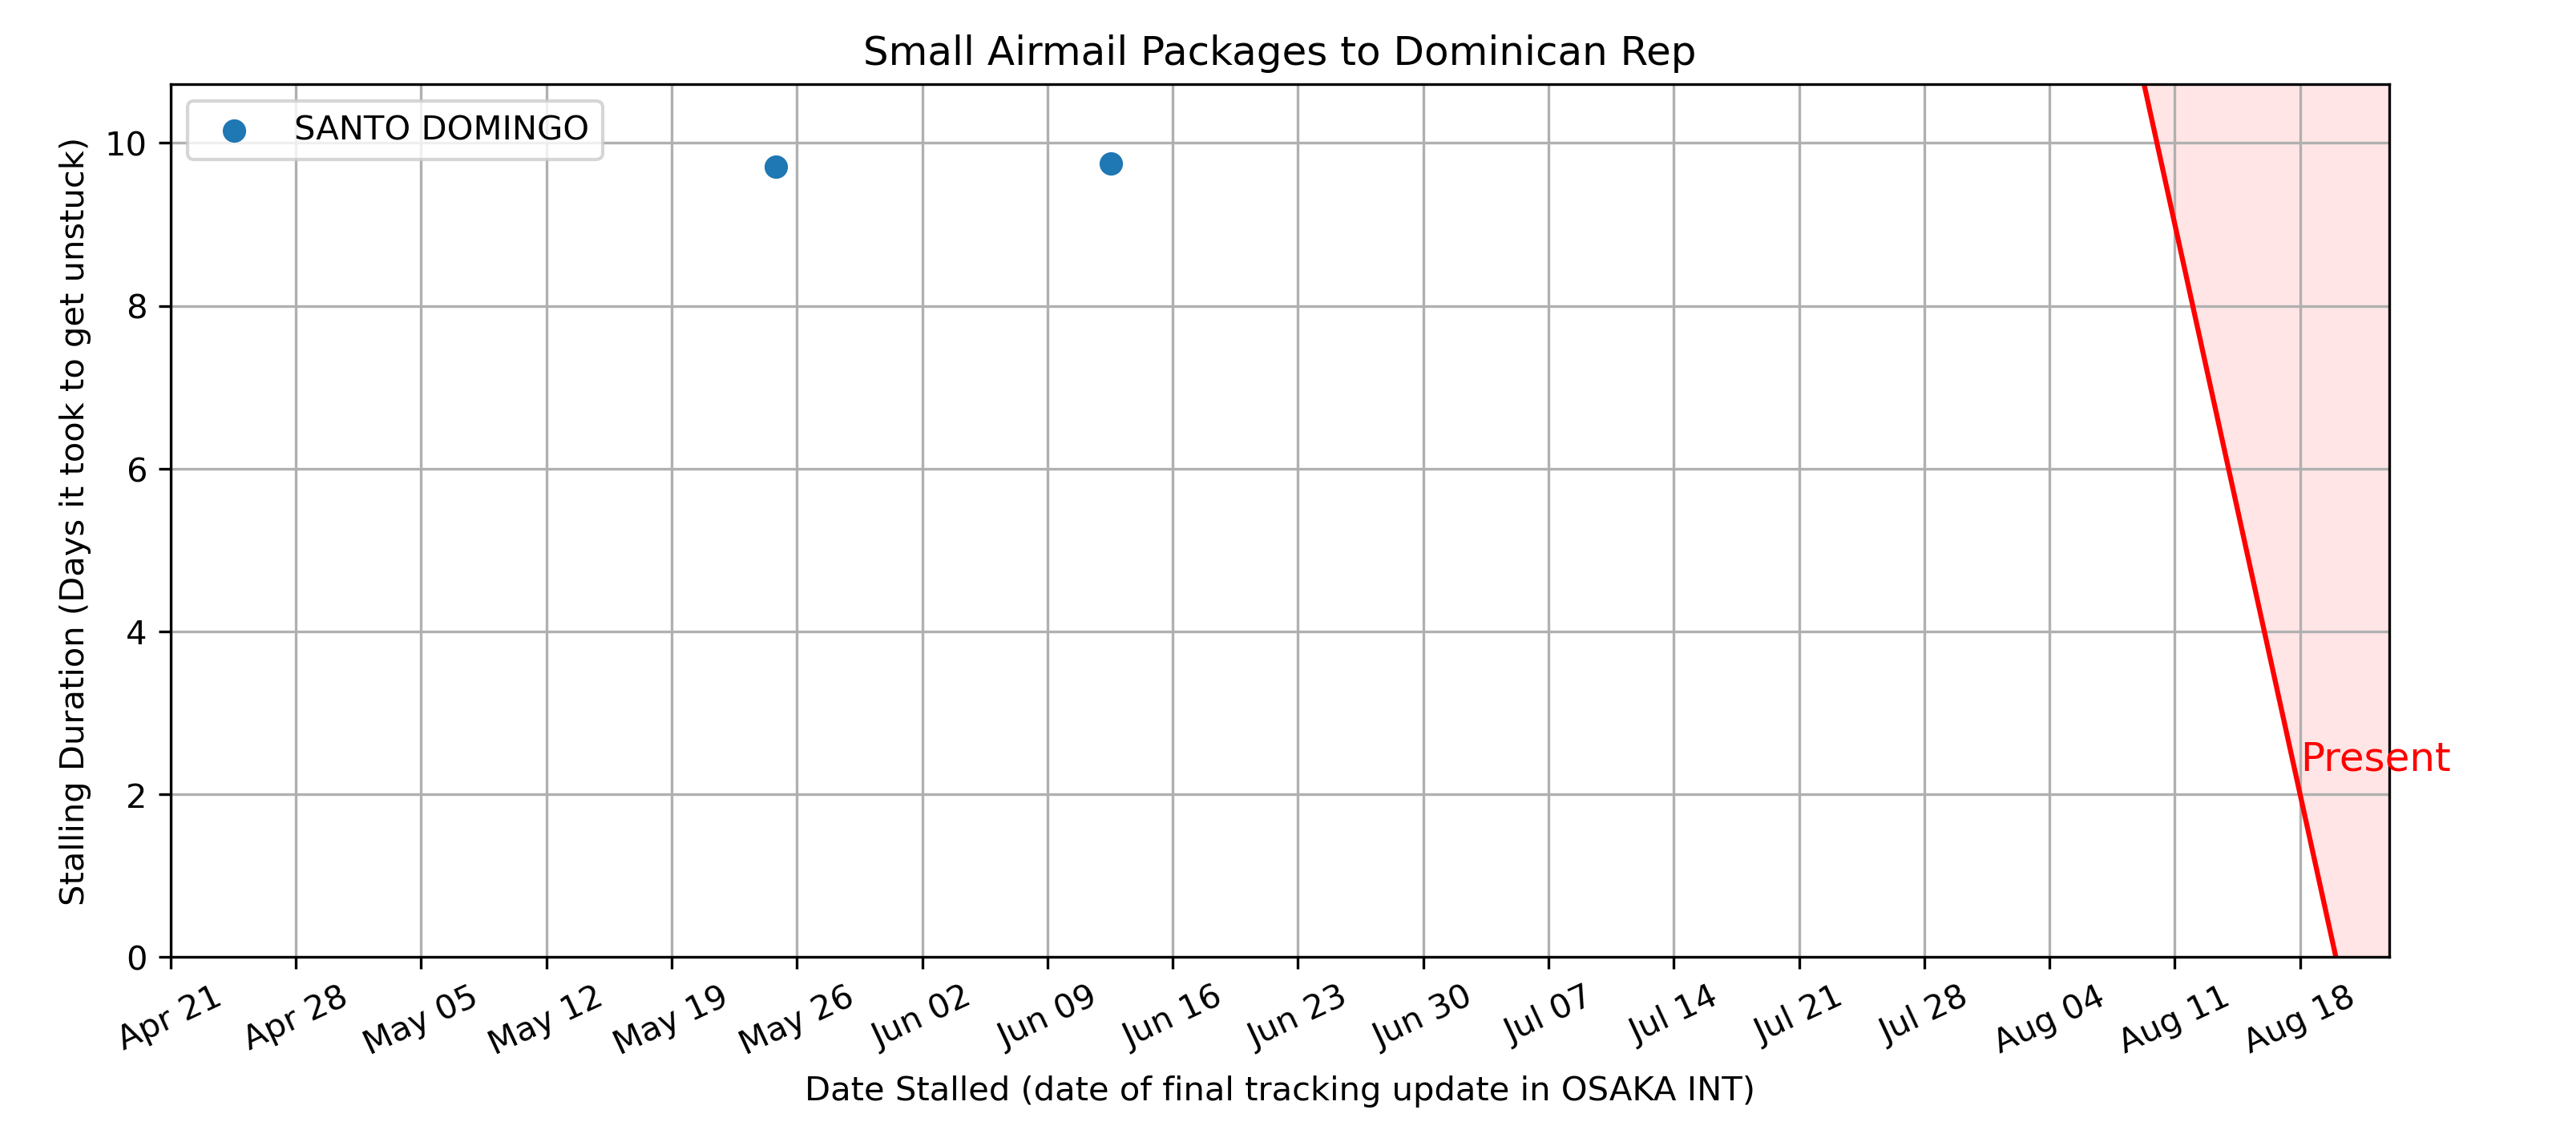 Small Airmail Packages to Dominican Rep
SANTO DOMINGO
Stalling Duration (Days it took to get unstuck)
10
8
6
4
2
0
Present
Apr 21
Apr 28
May 05
May 12
May 19
May 26
Jun 02
Jun 09
Jun 16
Jun 23
Jun 30
Jul 07
Jul 14
Jul 21
Jul 28
Aug 04
Aug 11
Aug 18
Date Stalled (date of final tracking update in OSAKA INT)